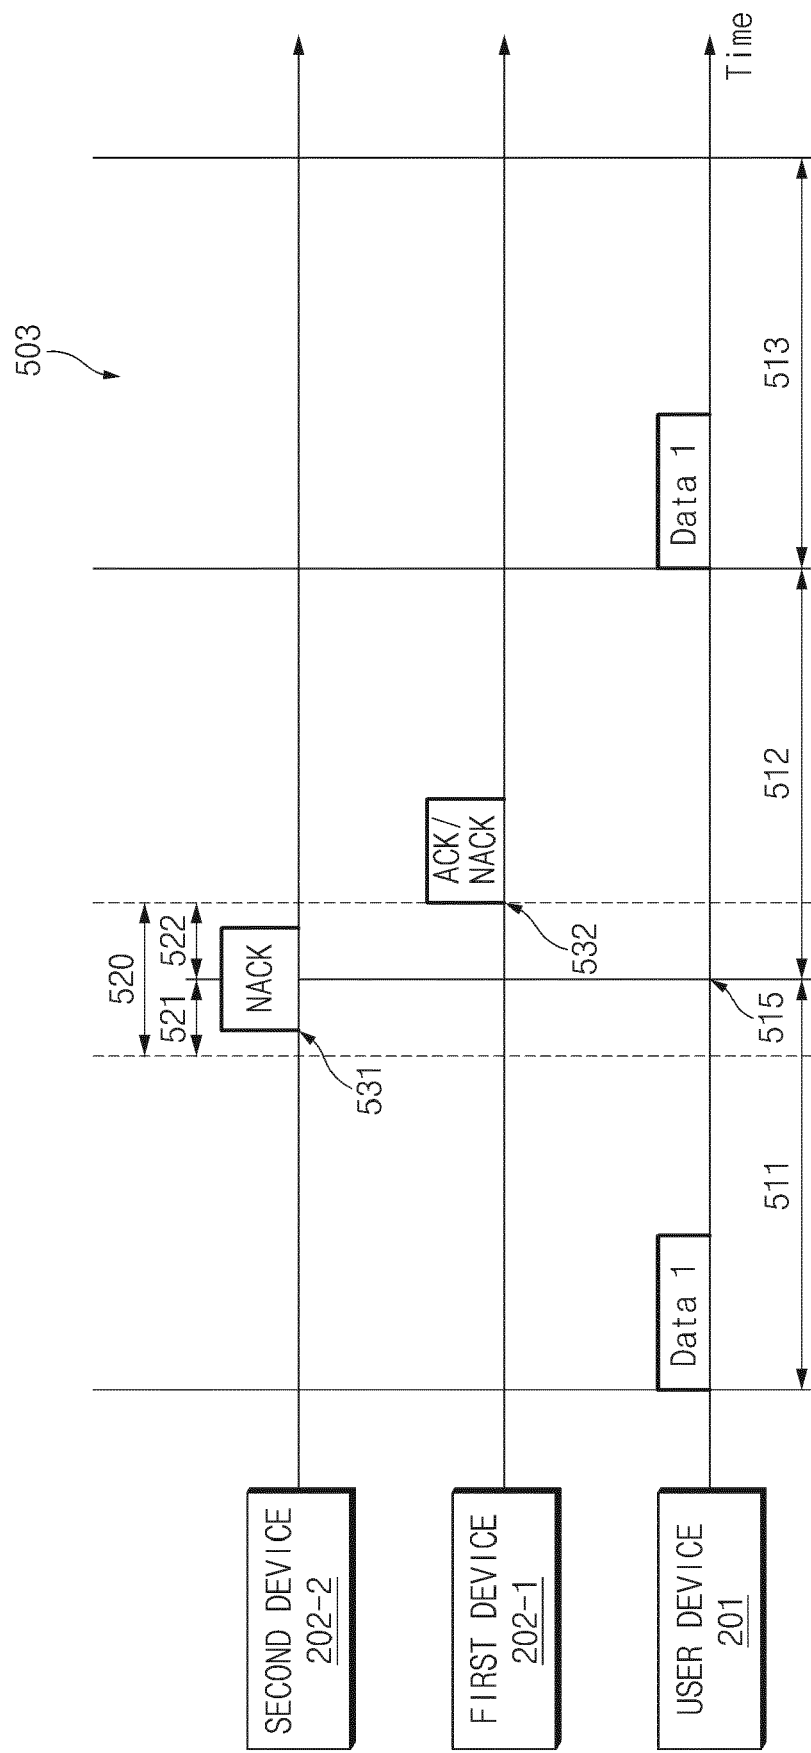 503
520
521
522
SECOND DEVICE
202-2
NACK
531
FIRST DEVICE
202-1
ACK/
NACK
532
USER DEVICE
201
Data 1
Data 1
515
Time
511
512
513